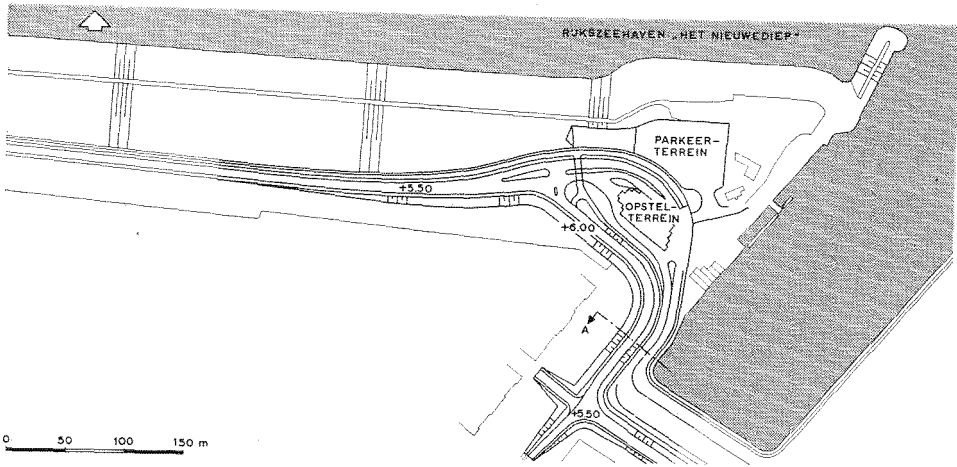 RIJKSZEEHAVEN „HET NIEUWEDIEP"
PARKEER-
TERREIN
+5.50
OPSTEL-
TERREIN
+6.00
A
+5.50
0 50 100 150 m